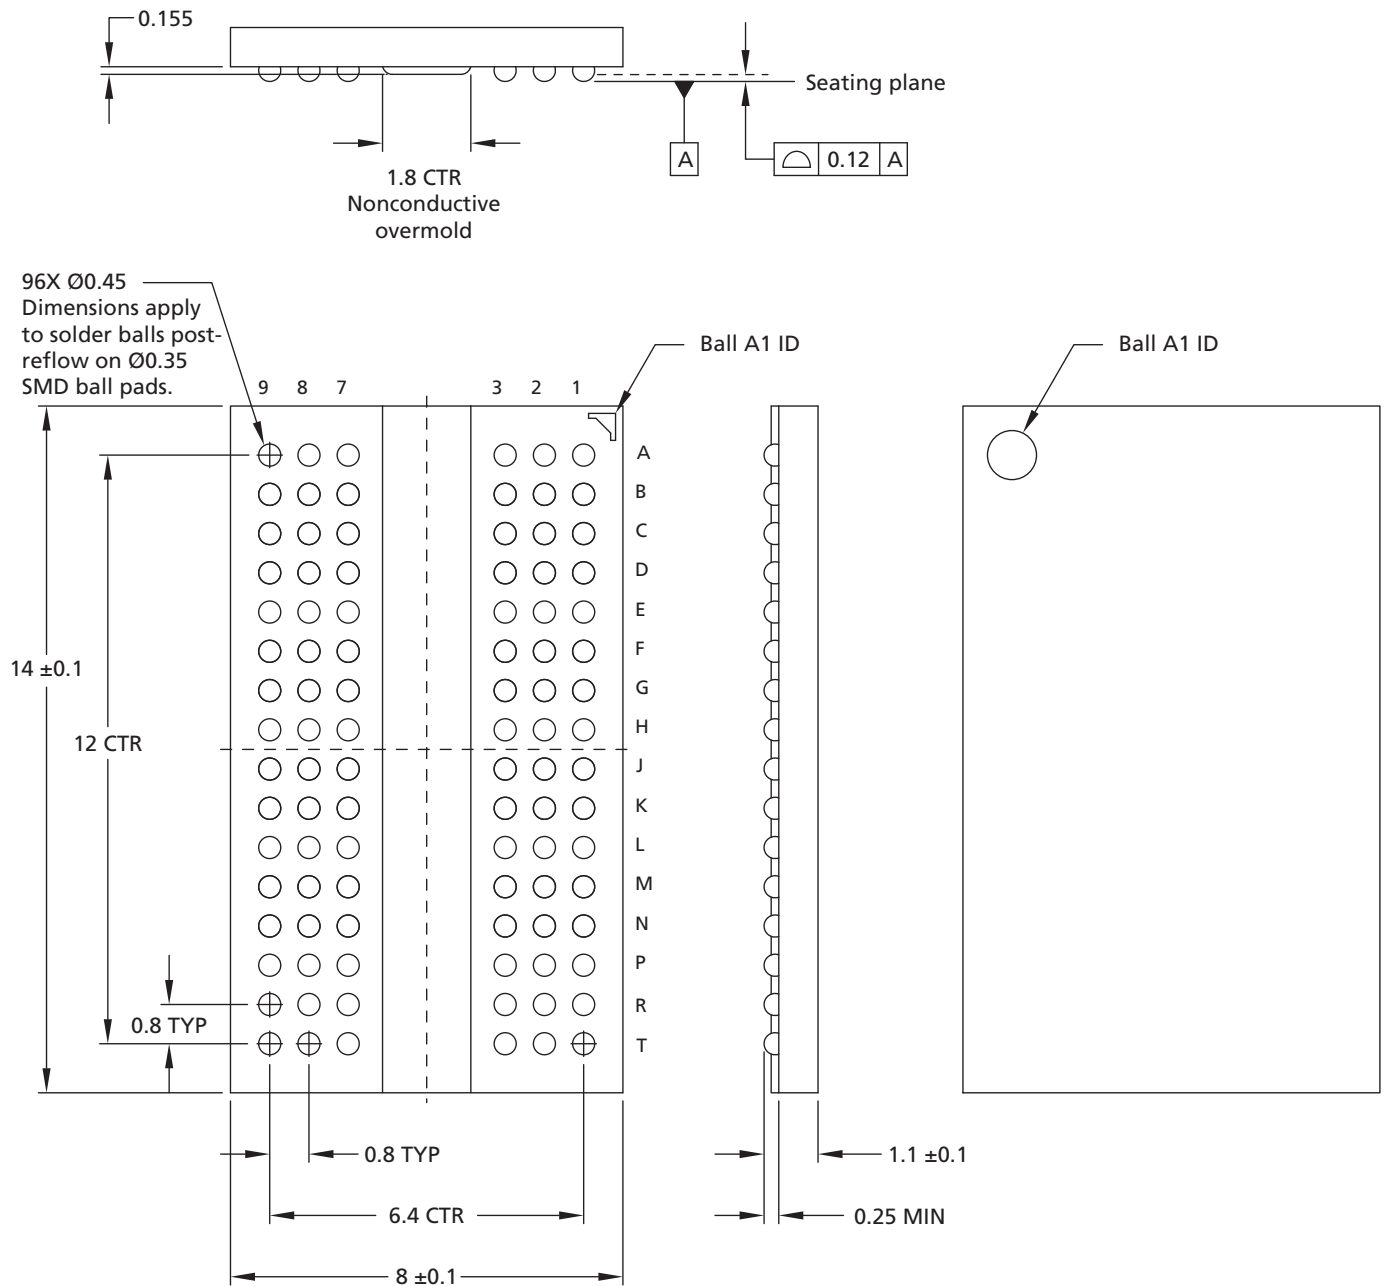 0.155
Seating plane
A
0.12 A
1.8 CTR
Nonconductive
overmold
96X Ø0.45
Dimensions apply
to solder balls post-
reflow on Ø0.35
SMD ball pads.
Ball A1 ID
Ball A1 ID
9 8 7 3 2 1
A
B
C
D
E
F
G
H
J
K
L
M
N
P
R
T
14 ±0.1
12 CTR
0.8 TYP
0.8 TYP
1.1 ±0.1
6.4 CTR
0.25 MIN
8 ±0.1